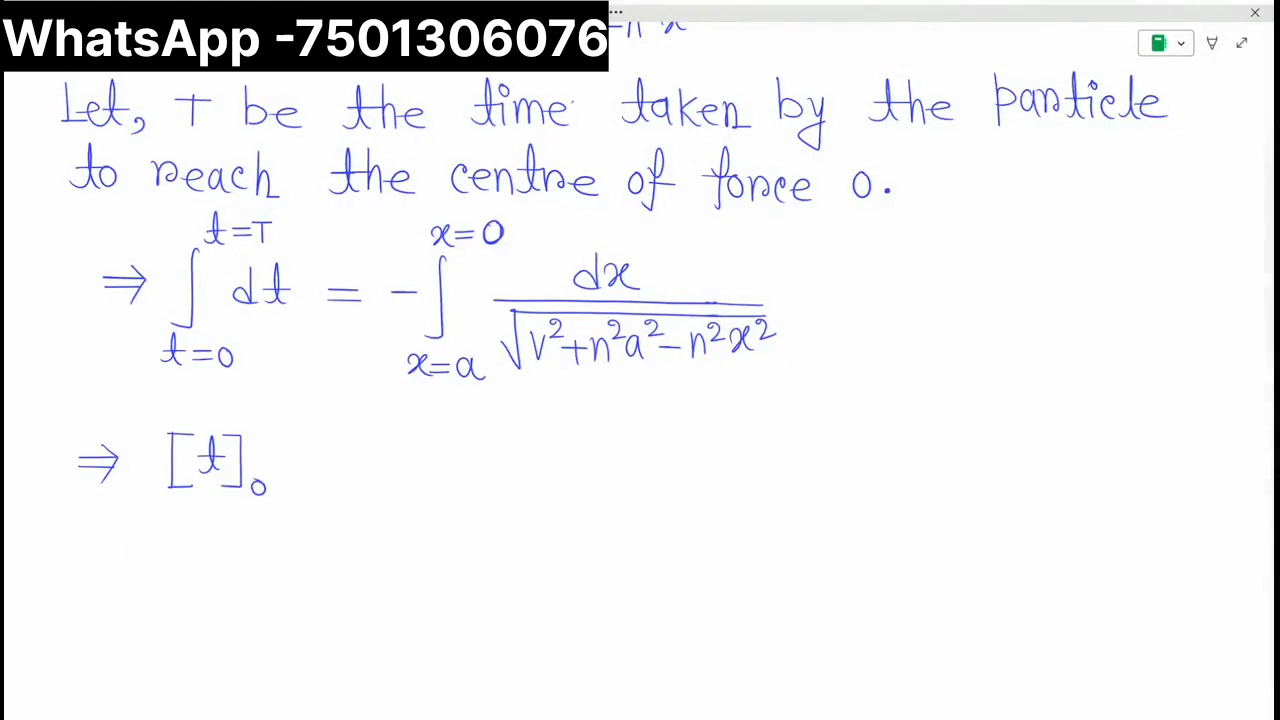 WhatsApp -7501306076
Let, T be the time taken by the particle
to reach the centre of force O.
⇒ ∫_{t=0}^{t=T} dt = - ∫_{x=a}^{x=0} dx / √(V²+n²a²-n²x²)
⇒ [t]₀